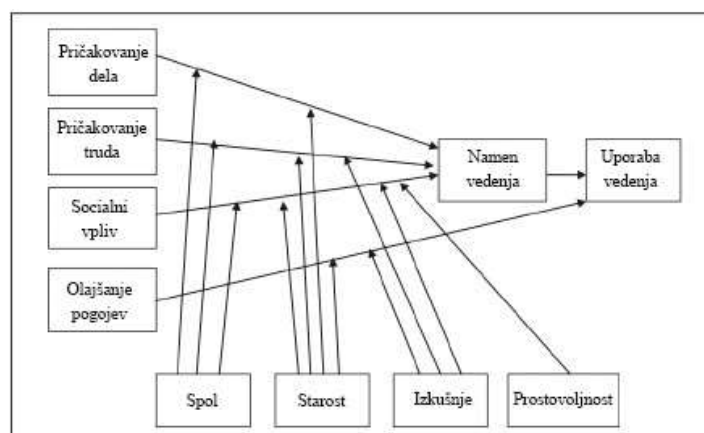 Pričakovanje
dela
Pričakovanje
truda
Socialni
vpliv
Olajšanje
pogojev
Namen
vedenja
Uporaba
vedenja
Spol
Starost
Izkušnje
Prostovoljnost